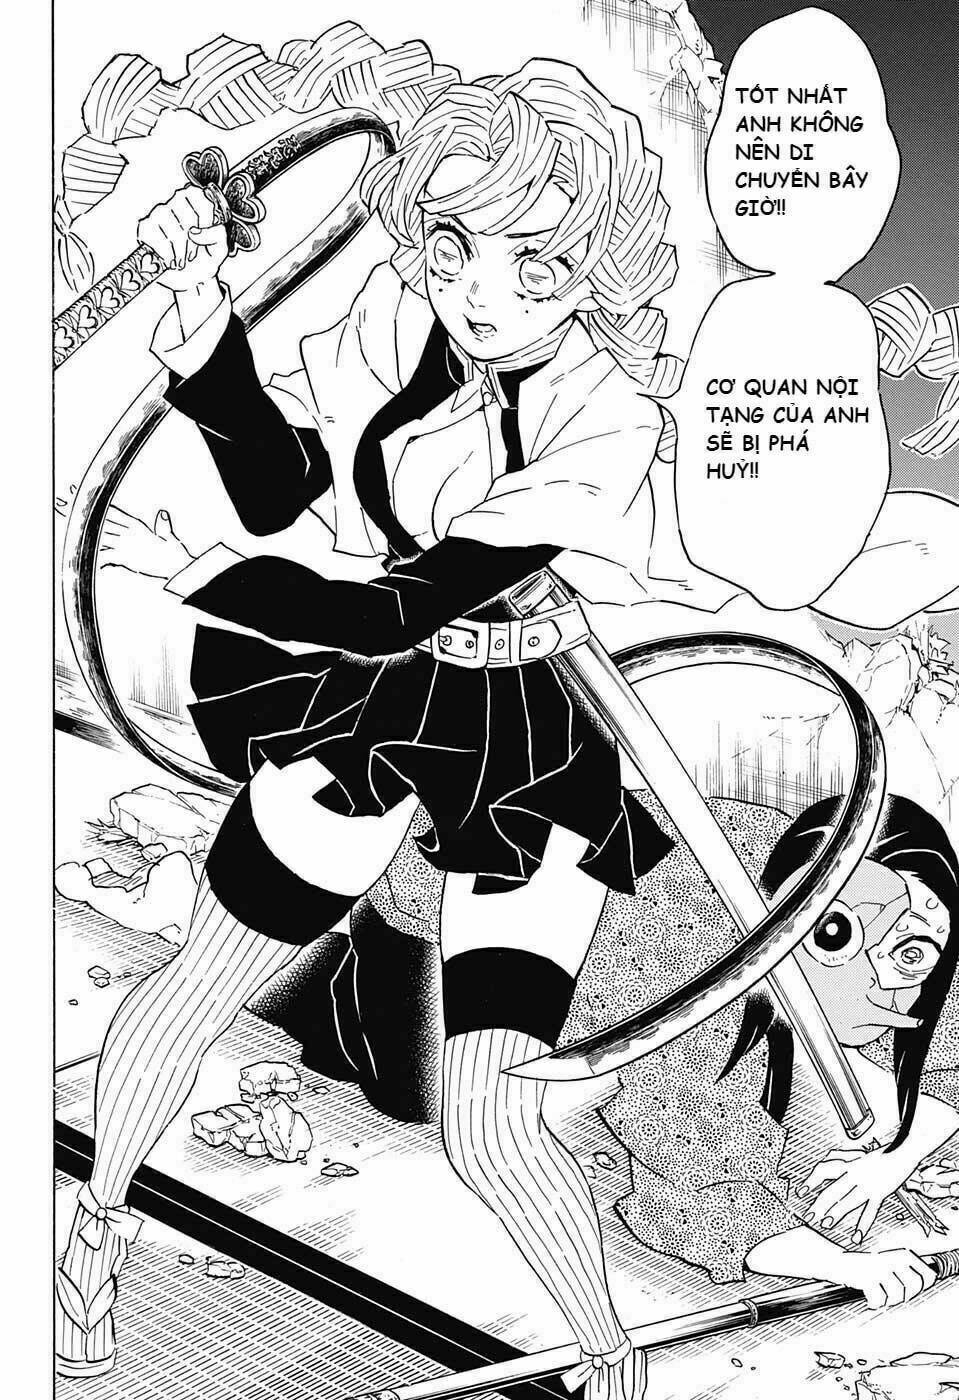 TỐT NHẤT
ANH KHÔNG
NÊN DI
CHUYỂN BÂY
GIỜ!!
CƠ QUAN NỘI
TẠNG CỦA ANH
SẼ BỊ PHÁ
HUỶ!!